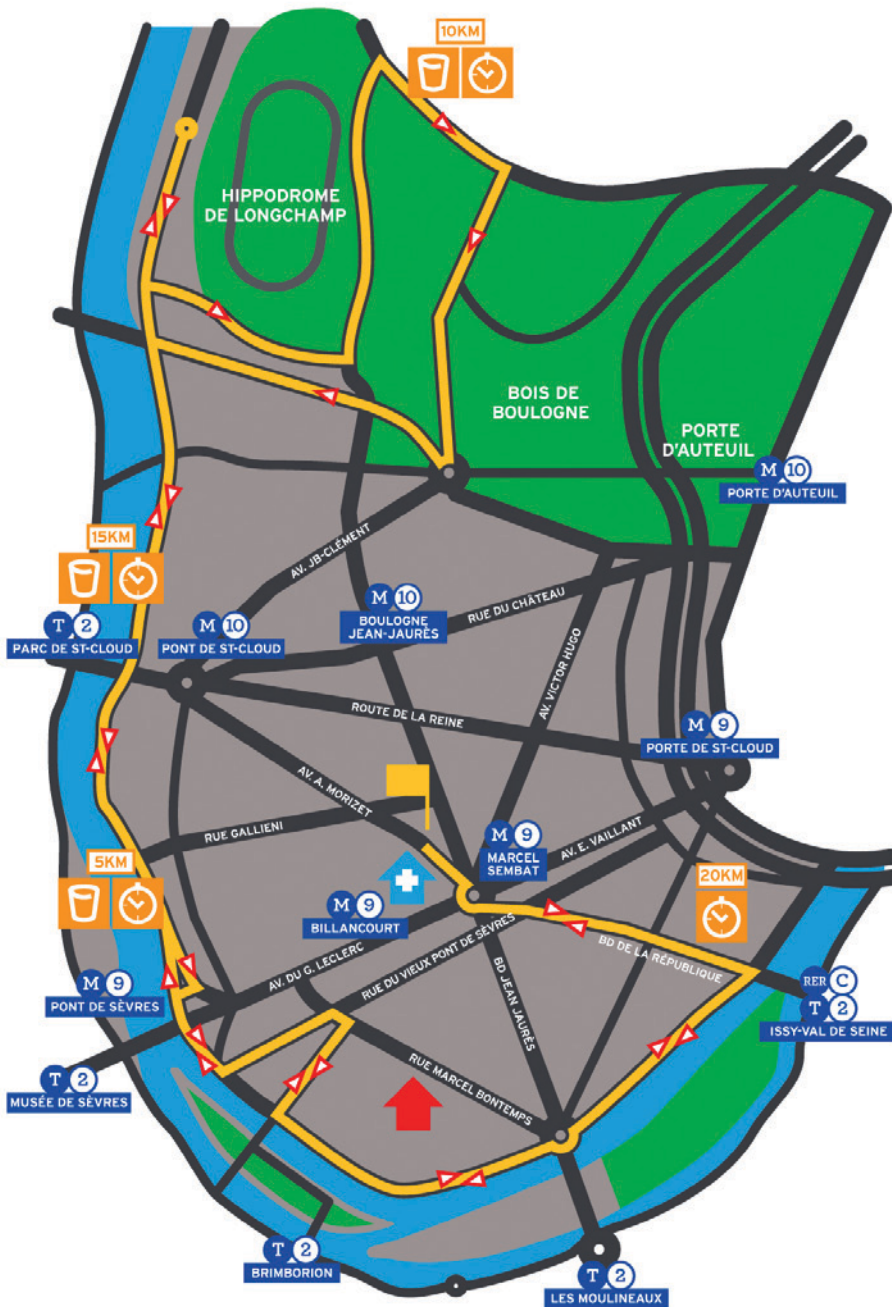 10KM
HIPPODROME
DE LONGCHAMP
BOIS DE
BOULOGNE
PORTE
D'AUTEUIL
M 10
PORTE D'AUTEUIL
15KM
AV. JB-CLÉMENT
M 10
BOULOGNE
JEAN-JAURÈS
RUE DU CHÂTEAU
T 2
PARC DE ST-CLOUD
M 10
PONT DE ST-CLOUD
AV. VICTOR HUGO
ROUTE DE LA REINE
M 9
PORTE DE ST-CLOUD
AV. A. MORIZET
RUE GALLIENI
M 9
MARCEL
SEMBAT
AV. E. VAILLANT
5KM
20KM
M 9
BILLANCOURT
AV. DU G. LECLERC
RUE DU VIEUX PONT DE SÈVRES
BD DE LA RÉPUBLIQUE
M 9
PONT DE SÈVRES
BD JEAN JAURÈS
RER C
T 2
ISSY-VAL DE SEINE
T 2
MUSÉE DE SÈVRES
RUE MARCEL BONTEMPS
T 2
BRIMBORION
T 2
LES MOULINEAUX